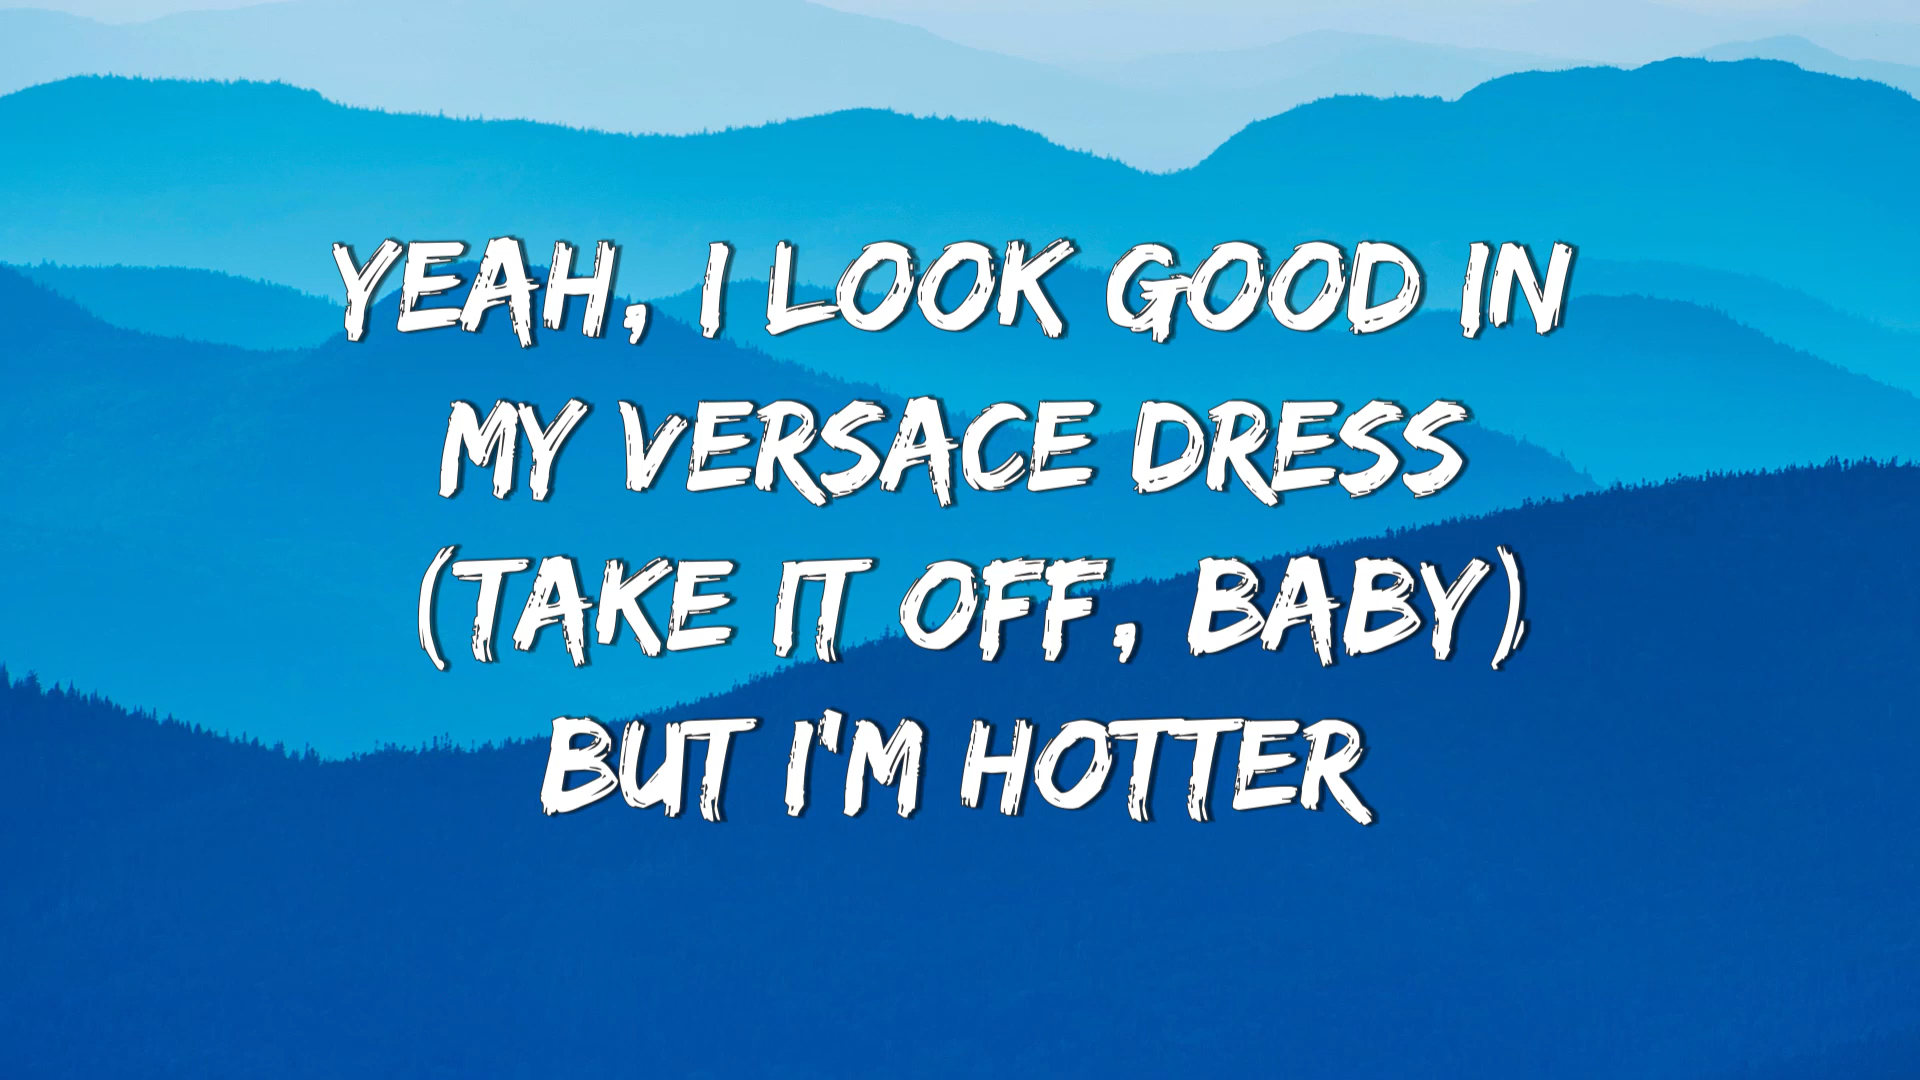 YEAH, I LOOK GOOD IN
MY VERSACE DRESS
(TAKE IT OFF, BABY)
BUT I'M HOTTER